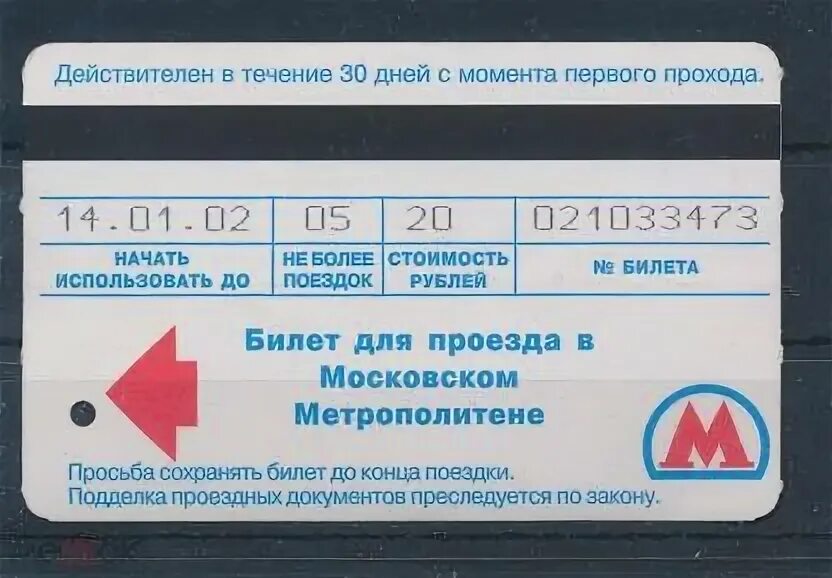 Действителен в течение 30 дней с момента первого прохода.
14.01.02 05 20 021033473
НАЧАТЬ ИСПОЛЬЗОВАТЬ ДО НЕ БОЛЕЕ ПОЕЗДОК СТОИМОСТЬ РУБЛЕЙ № БИЛЕТА
Билет для проезда в
Московском
Метрополитене
М
Просьба сохранять билет до конца поездки.
Подделка проездных документов преследуется по закону.